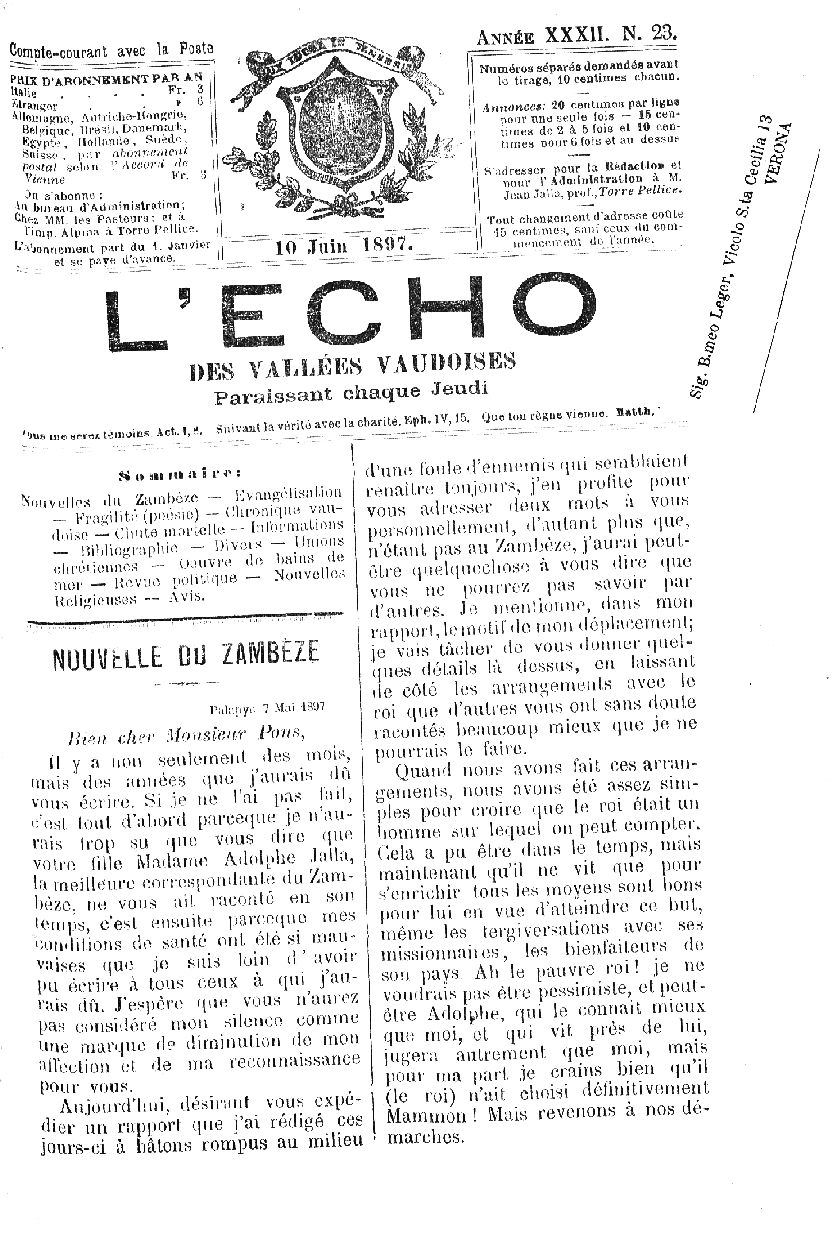 Compte-courant avec la Poste
PRIX D'ABONNEMENT PAR AN
Italie . . . . Fr. 3
Etranger . . » 6
Allemagne, Autriche-Hongrie,
Belgique, Brésil, Danemark,
Egypte, Hollande, Suède,
Suisse, par abonnement
postal selon l'Accord de
Vienne Fr. 3
On s'abonne:
Au bureau d'Administration;
Chez MM. les Pasteurs; et à
l'imp. Alpina à Torre Pellice.
L'abonnement part du 1. Janvier
et se paye d'avance.
10 Juin 1897.
ANNÉE XXXII. N. 23.
Numéros séparés demandés avant
le tirage, 10 centimes chacun.
Annonces: 20 centimes par ligne
pour une seule fois — 15 cen-
times de 2 à 5 fois et 10 cen-
times pour 6 fois et au dessus
S'adresser pour la Rédaction et
pour l'Administration à M.
Jean Jalla, prof., Torre Pellice.
Tout changement d'adresse coûte
15 centimes, sauf ceux du com-
mencement de l'année.
Sig. B.meo Leger, Vicolo S.ta Cecilia 13
VERONA
L'ECHO
DES VALLÉES VAUDOISES
Paraissant chaque Jeudi
Vous me serez témoins Act. 1, 8. Suivant la vérité avec la charité. Eph. IV, 15. Que ton règne vienne. Matth.
Sommaire:
Nouvelles du Zambèze — Evangélisation
— Fragilité (poésie) — Chronique vau-
doise — Chute mortelle — Informations
— Bibliographie — Divers — Unions
chrétiennes — Oeuvre de bains de
mer — Revue politique — Nouvelles
Religieuses — Avis.
NOUVELLE DU ZAMBÈZE
Palapye 7 Mai 1897
Bien cher Monsieur Pons,
Il y a non seulement des mois,
mais des années que j'aurais dû
vous écrire. Si je ne l'ai pas fait,
c'est tout d'abord parceque je n'au-
rais trop su que vous dire que
votre fille Madame Adolphe Jalla,
la meilleure correspondante du Zam-
bèze, ne vous ait raconté en son
temps, c'est ensuite parceque mes
conditions de santé ont été si mau-
vaises que je suis loin d'avoir
pu écrire à tous ceux à qui j'au-
rais dû. J'espère que vous n'aurez
pas considéré mon silence comme
une marque de diminution de mon
affection et de ma reconnaissance
pour vous.
Aujourd'hui, désirant vous expé-
dier un rapport que j'ai rédigé ces
jours-ci à bâtons rompus au milieu
d'une foule d'ennemis qui semblaient
renaître toujours, j'en profite pour
vous adresser deux mots à vous
personnellement, d'autant plus que,
n'étant pas au Zambèze, j'aurai peut-
être quelquechose à vous dire que
vous ne pourrez pas savoir par
d'autres. Je mentionne, dans mon
rapport, le motif de mon déplacement;
je vais tâcher de vous donner quel-
ques détails là dessus, en laissant
de côté les arrangements avec le
roi que d'autres vous ont sans doute
racontés beaucoup mieux que je ne
pourrais le faire.
Quand nous avons fait ces arran-
gements, nous avons été assez sim-
ples pour croire que le roi était un
homme sur lequel on peut compter.
Cela a pu être dans le temps, mais
maintenant qu'il ne vit que pour
s'enrichir tous les moyens sont bons
pour lui en vue d'atteindre ce but,
même les tergiversations avec ses
missionnaires, les bienfaiteurs de
son pays. Ah le pauvre roi! je ne
voudrais pas être pessimiste, et peut-
être Adolphe, qui le connait mieux
que moi, et qui vit près de lui,
jugera autrement que moi, mais
pour ma part je crains bien qu'il
(le roi) n'ait choisi définitivement
Mammon! Mais revenons à nos dé-
marches.